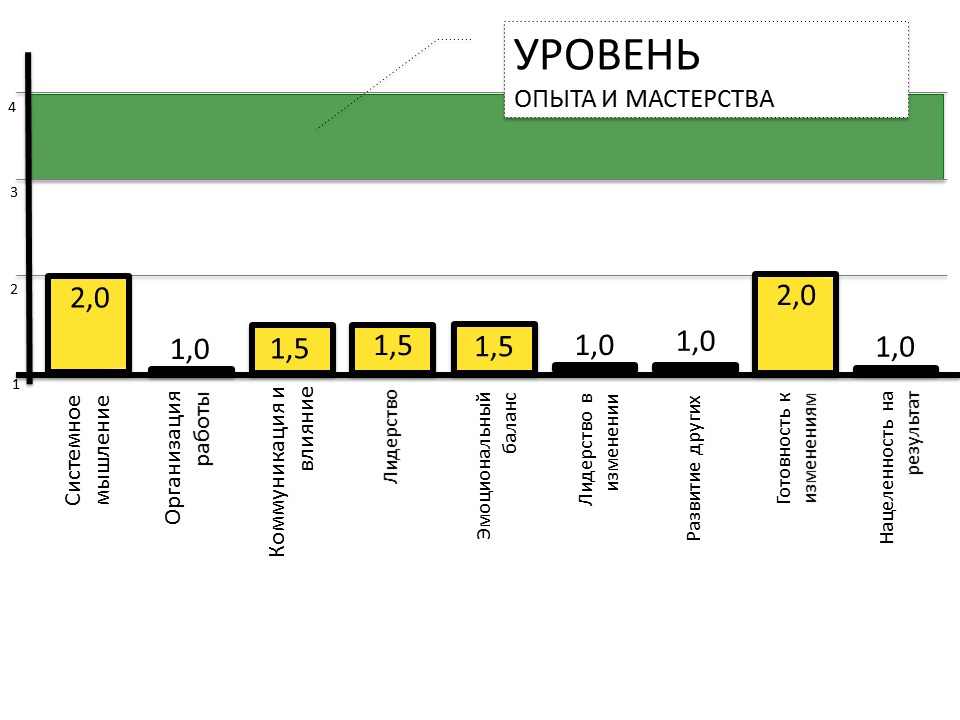 УРОВЕНЬ
ОПЫТА И МАСТЕРСТВА
4
3
2
1
2,0
1,0
1,5
1,5
1,5
1,0
1,0
2,0
1,0
Системное
мышление
Организация
работы
Коммуникация и
влияние
Лидерство
Эмоциональный
баланс
Лидерство в
изменении
Развитие других
Готовность к
изменениям
Нацеленность на
результат